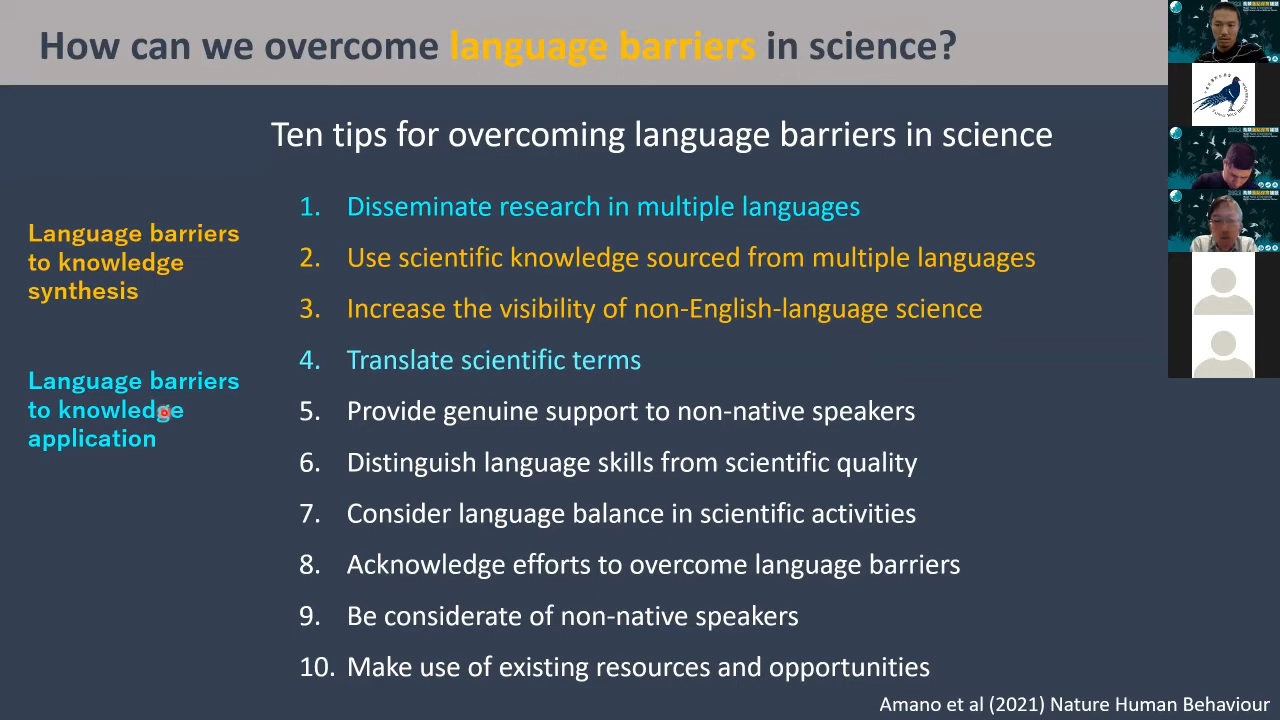 How can we overcome language barriers in science?
Ten tips for overcoming language barriers in science
Language barriers
to knowledge
synthesis
Language barriers
to knowledge
application
1. Disseminate research in multiple languages
2. Use scientific knowledge sourced from multiple languages
3. Increase the visibility of non-English-language science
4. Translate scientific terms
5. Provide genuine support to non-native speakers
6. Distinguish language skills from scientific quality
7. Consider language balance in scientific activities
8. Acknowledge efforts to overcome language barriers
9. Be considerate of non-native speakers
10. Make use of existing resources and opportunities
Amano et al (2021) Nature Human Behaviour